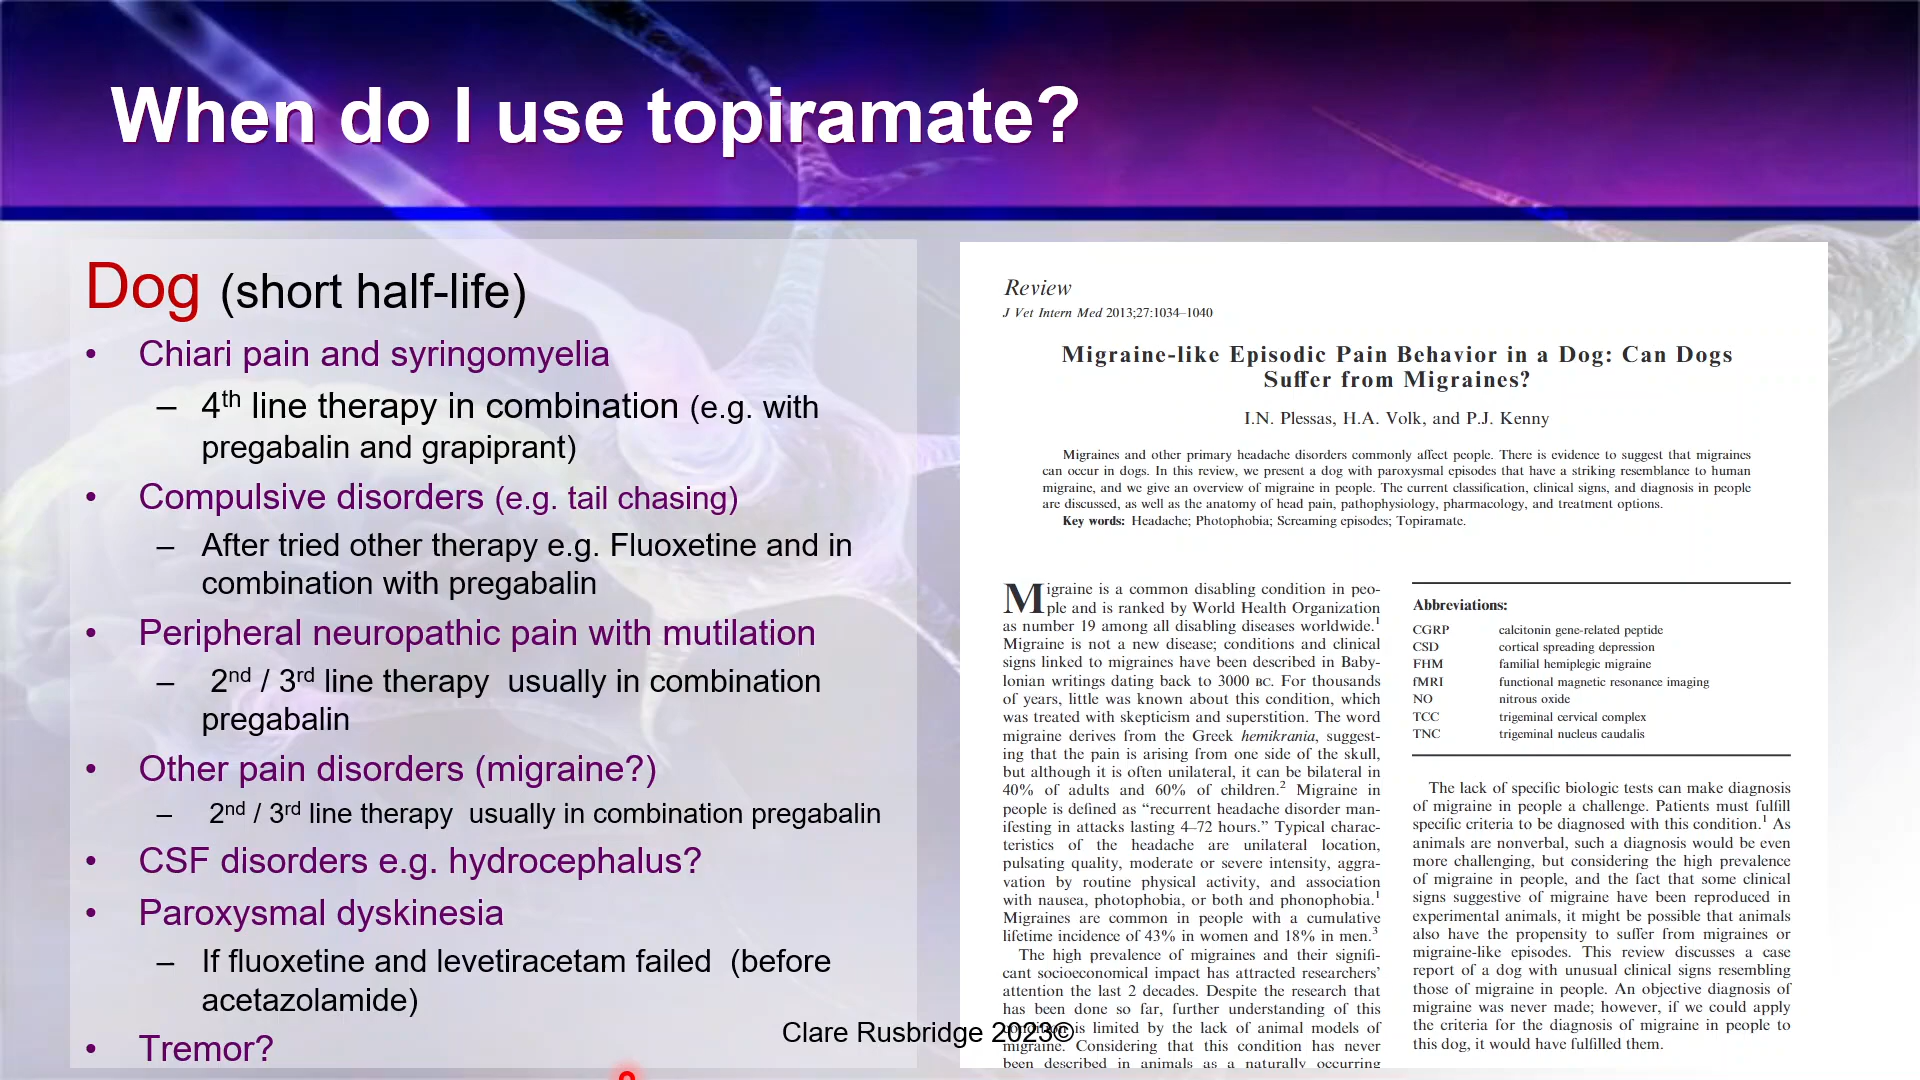 When do I use topiramate?
Dog (short half-life)
• Chiari pain and syringomyelia
– 4th line therapy in combination (e.g. with
pregabalin and grapiprant)
• Compulsive disorders (e.g. tail chasing)
– After tried other therapy e.g. Fluoxetine and in
combination with pregabalin
• Peripheral neuropathic pain with mutilation
– 2nd / 3rd line therapy usually in combination
pregabalin
• Other pain disorders (migraine?)
– 2nd / 3rd line therapy usually in combination pregabalin
• CSF disorders e.g. hydrocephalus?
• Paroxysmal dyskinesia
– If fluoxetine and levetiracetam failed (before
acetazolamide)
• Tremor?
Review
J Vet Intern Med 2013;27:1034–1040
Migraine-like Episodic Pain Behavior in a Dog: Can Dogs
Suffer from Migraines?
I.N. Plessas, H.A. Volk, and P.J. Kenny
Migraines and other primary headache disorders commonly affect people. There is evidence to suggest that migraines
can occur in dogs. In this review, we present a dog with paroxysmal episodes that have a striking resemblance to human
migraine, and we give an overview of migraine in people. The current classification, clinical signs, and diagnosis in people
are discussed, as well as the anatomy of head pain, pathophysiology, pharmacology, and treatment options.
Key words: Headache; Photophobia; Screaming episodes; Topiramate.
Migraine is a common disabling condition in peo-
ple and is ranked by World Health Organization
as number 19 among all disabling diseases worldwide.1
Migraine is not a new disease; conditions and clinical
signs linked to migraines have been described in Baby-
lonian writings dating back to 3000 BC. For thousands
of years, little was known about this condition, which
was treated with skepticism and superstition. The word
migraine derives from the Greek hemikrania, suggest-
ing that the pain is arising from one side of the skull,
but although it is often unilateral, it can be bilateral in
40% of adults and 60% of children.2 Migraine in
people is defined as “recurrent headache disorder man-
ifesting in attacks lasting 4–72 hours.” Typical charac-
teristics of the headache are unilateral location,
pulsating quality, moderate or severe intensity, aggra-
vation by routine physical activity, and association
with nausea, photophobia, or both and phonophobia.1
Migraines are common in people with a cumulative
lifetime incidence of 43% in women and 18% in men.3
The high prevalence of migraines and their signifi-
cant socioeconomical impact has attracted researchers’
attention the last 2 decades. Despite the research that
has been done so far, further understanding of this
condition is limited by the lack of animal models of
migraine. Considering that this condition has never
been described in animals as a naturally occurring
Abbreviations:
CGRP calcitonin gene-related peptide
CSD cortical spreading depression
FHM familial hemiplegic migraine
fMRI functional magnetic resonance imaging
NO nitrous oxide
TCC trigeminal cervical complex
TNC trigeminal nucleus caudalis
The lack of specific biologic tests can make diagnosis
of migraine in people a challenge. Patients must fulfill
specific criteria to be diagnosed with this condition.1 As
animals are nonverbal, such a diagnosis would be even
more challenging, but considering the high prevalence
of migraine in people, and the fact that some clinical
signs suggestive of migraine have been reproduced in
experimental animals, it might be possible that animals
also have the propensity to suffer from migraines or
migraine-like episodes. This review discusses a case
report of a dog with unusual clinical signs resembling
those of migraine in people. An objective diagnosis of
migraine was never made; however, if we could apply
the criteria for the diagnosis of migraine in people to
this dog, it would have fulfilled them.
Clare Rusbridge 2023©